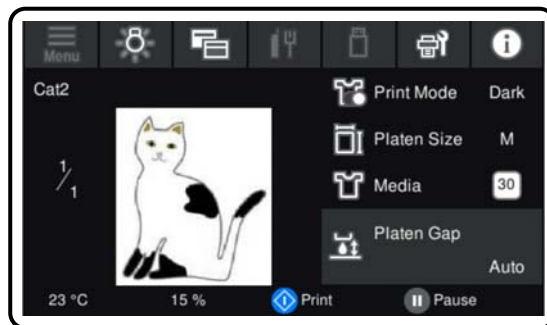 Menu
Cat2
Print Mode Dark
1/1
Platen Size M
Media 30
Platen Gap
Auto
23 °C 15 % Print Pause